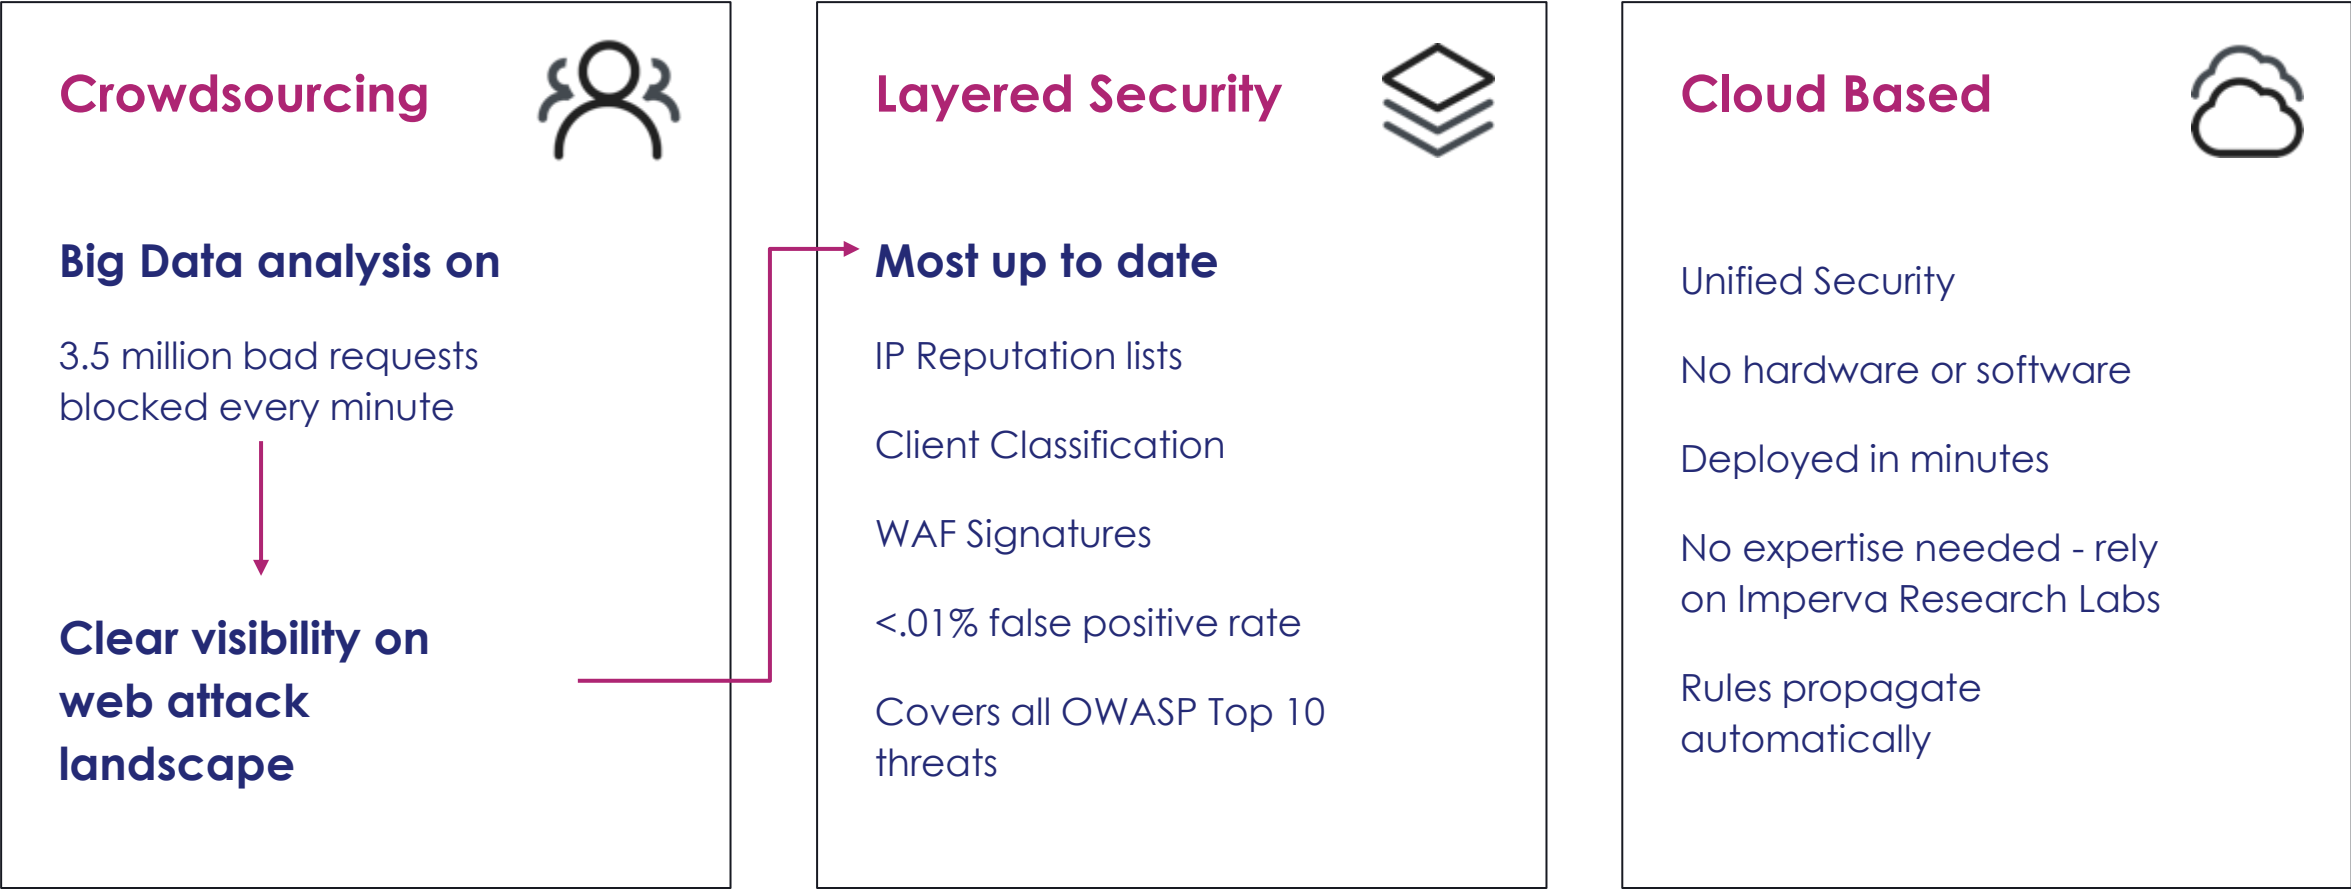 Crowdsourcing
Big Data analysis on
3.5 million bad requests
blocked every minute
Clear visibility on
web attack
landscape
Layered Security
Most up to date
IP Reputation lists
Client Classification
WAF Signatures
<.01% false positive rate
Covers all OWASP Top 10
threats
Cloud Based
Unified Security
No hardware or software
Deployed in minutes
No expertise needed - rely
on Imperva Research Labs
Rules propagate
automatically